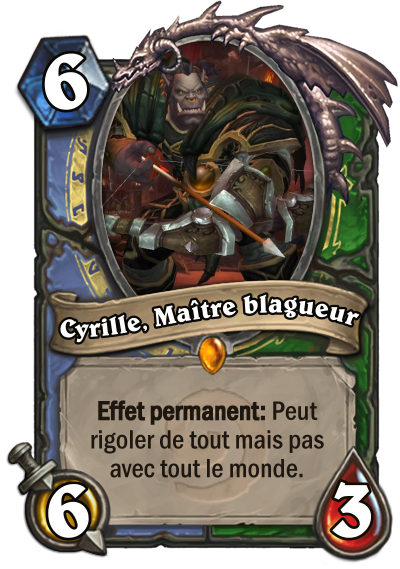 6
Cyrille, Maître blagueur
Effet permanent: Peut
rigoler de tout mais pas
avec tout le monde.
6
3